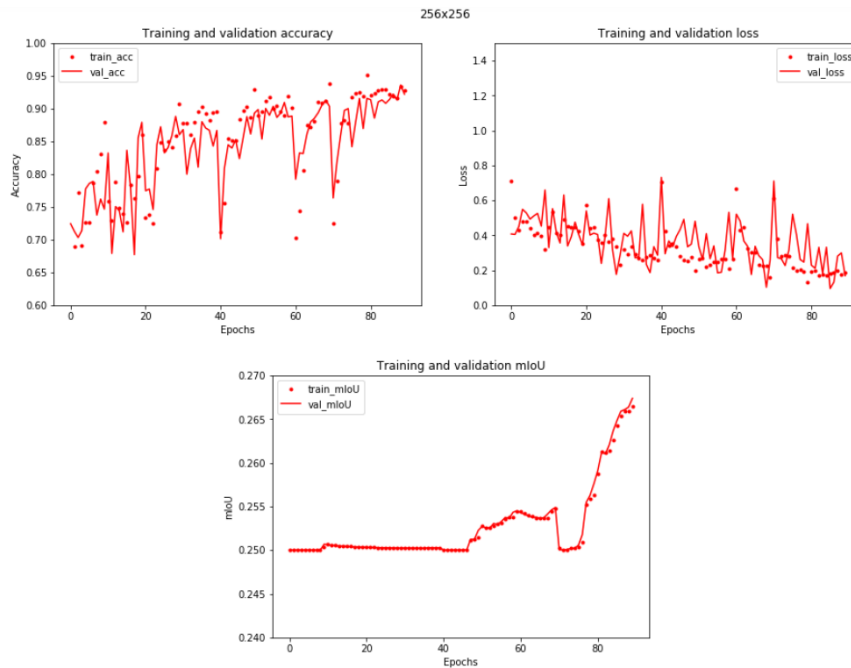 256x256
Training and validation accuracy
train_acc
val_acc
1.00
0.95
0.90
0.85
0.80
0.75
0.70
0.65
0.60
Accuracy
0
20
40
60
80
Epochs
Training and validation loss
train_loss
val_loss
1.4
1.2
1.0
0.8
0.6
0.4
0.2
0.0
Loss
0
20
40
60
80
Epochs
Training and validation mIoU
train_mIoU
val_mIoU
0.270
0.265
0.260
0.255
0.250
0.245
0.240
mIoU
0
20
40
60
80
Epochs